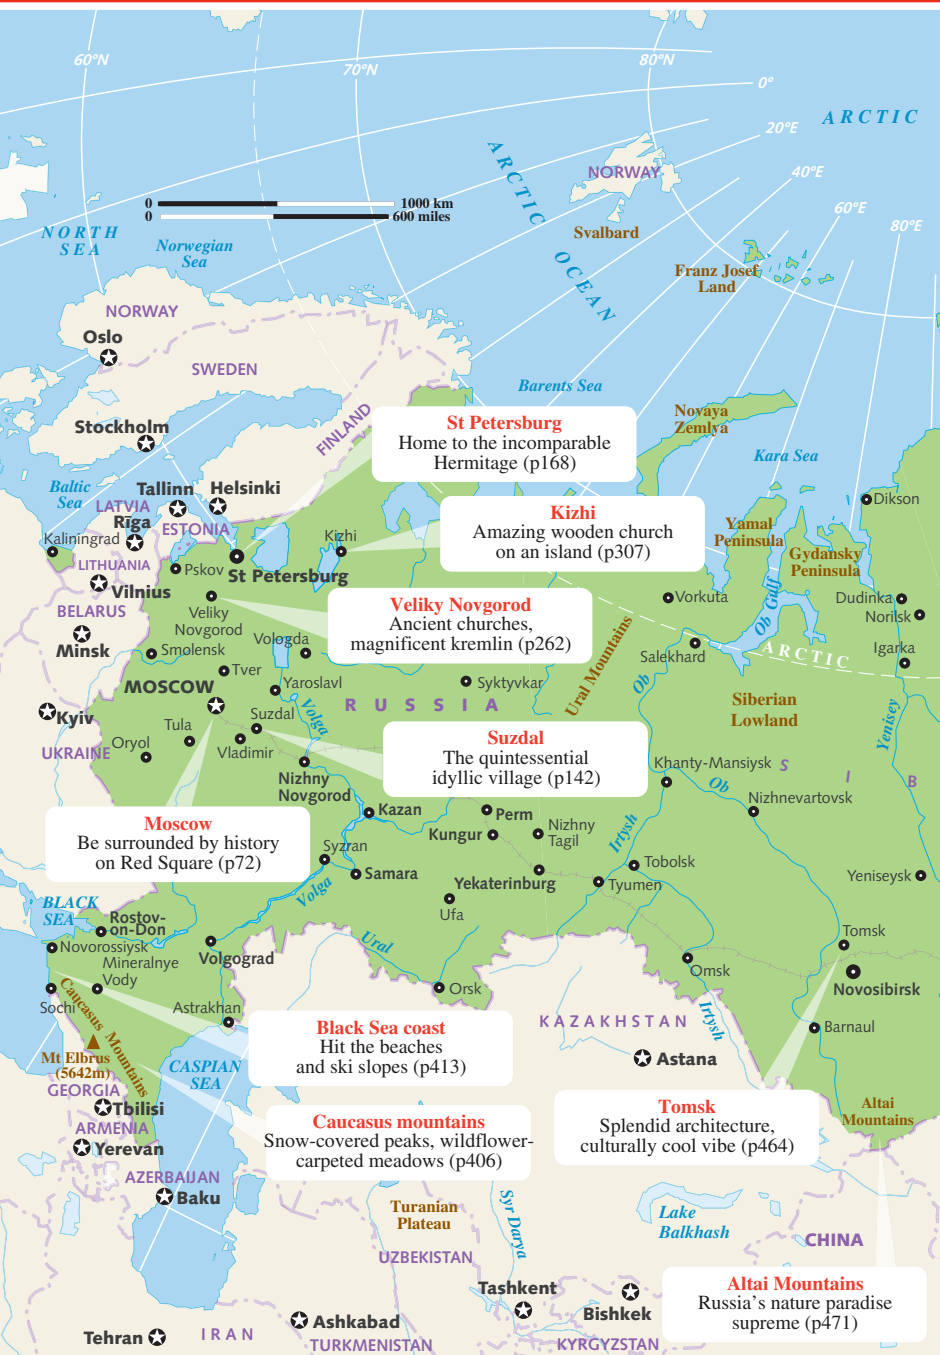 60ºN
70ºN
80ºN
0º
20ºE
40ºE
60ºE
80ºE
ARCTIC
ARCTIC OCEAN
NORWAY
Svalbard
Franz Josef
Land
0 1000 km
0 600 miles
NORTH
SEA
Norwegian
Sea
NORWAY
Oslo
SWEDEN
Stockholm
FINLAND
Barents Sea
Novaya
Zemlya
Kara Sea
St Petersburg
Home to the incomparable
Hermitage (p168)
Baltic
Sea
Tallinn
Helsinki
LATVIA
Rīga
ESTONIA
Kaliningrad
LITHUANIA
Vilnius
Pskov
St Petersburg
Kizhi
Kizhi
Amazing wooden church
on an island (p307)
Dikson
Yamal
Peninsula
Gydansky
Peninsula
Ob Gulf
Vorkuta
Dudinka
Norilsk
Igarka
Salekhard
ARCTIC
BELARUS
Minsk
Veliky
Novgorod
Veliky Novgorod
Ancient churches,
magnificent kremlin (p262)
Smolensk
Vologda
Tver
MOSCOW
Yaroslavl
Syktyvkar
Ural Mountains
Ob
Siberian
Lowland
Yenisey
Kyiv
UKRAINE
RUSSIA
Volga
Tula
Suzdal
Oryol
Vladimir
Nizhny
Novgorod
Suzdal
The quintessential
idyllic village (p142)
Khanty-Mansiysk
S I B
Ob
Nizhnevartovsk
Moscow
Be surrounded by history
on Red Square (p72)
Kazan
Perm
Kungur
Nizhny
Tagil
Irtysh
Syzran
Samara
Yekaterinburg
Tobolsk
Tyumen
Yeniseysk
Volga
Ufa
BLACK
SEA
Rostov-
on-Don
Novorossiysk
Mineralnye
Vody
Volgograd
Ural
Orsk
Tomsk
Omsk
Novosibirsk
Sochi
Astrakhan
Caucasus Mountains
Mt Elbrus
(5642m)
Black Sea coast
Hit the beaches
and ski slopes (p413)
KAZAKHSTAN
Irtysh
Barnaul
Astana
CASPIAN
SEA
GEORGIA
Tbilisi
ARMENIA
Yerevan
Caucasus mountains
Snow-covered peaks, wildflower-
carpeted meadows (p406)
Tomsk
Splendid architecture,
culturally cool vibe (p464)
Altai
Mountains
AZERBAIJAN
Baku
Turanian
Plateau
Syr Darya
Lake
Balkhash
CHINA
UZBEKISTAN
Tashkent
Bishkek
Altai Mountains
Russia’s nature paradise
supreme (p471)
Tehran
IRAN
Ashkabad
TURKMENISTAN
KYRGYZSTAN